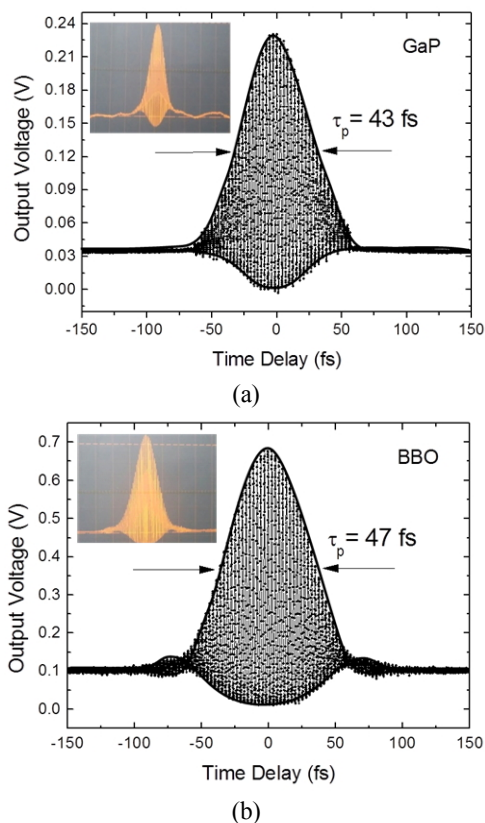 GaP
0.24
0.21
0.18
0.15
0.12
0.09
0.06
0.03
0.00
Output Voltage (V)
τp = 43 fs
-150 -100 -50 0 50 100 150
Time Delay (fs)
(a)
BBO
0.7
0.6
0.5
0.4
0.3
0.2
0.1
0.0
Output Voltage (V)
τp = 47 fs
-150 -100 -50 0 50 100 150
Time Delay (fs)
(b)